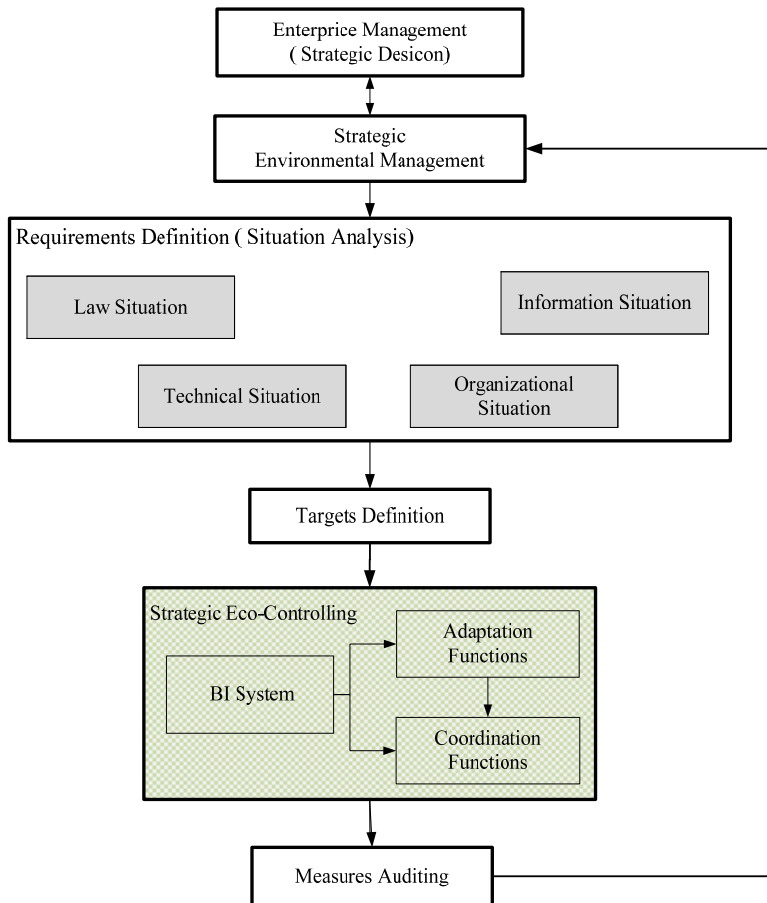 Enterprice Management
( Strategic Desicon)
Strategic
Environmental Management
Requirements Definition ( Situation Analysis)
Law Situation
Information Situation
Technical Situation
Organizational
Situation
Targets Definition
Strategic Eco-Controlling
Adaptation
Functions
BI System
Coordination
Functions
Measures Auditing